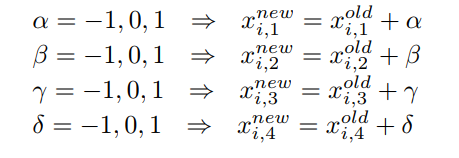 α = −1, 0, 1 ⇒ x_{i,1}^{new} = x_{i,1}^{old} + α
β = −1, 0, 1 ⇒ x_{i,2}^{new} = x_{i,2}^{old} + β
γ = −1, 0, 1 ⇒ x_{i,3}^{new} = x_{i,3}^{old} + γ
δ = −1, 0, 1 ⇒ x_{i,4}^{new} = x_{i,4}^{old} + δ